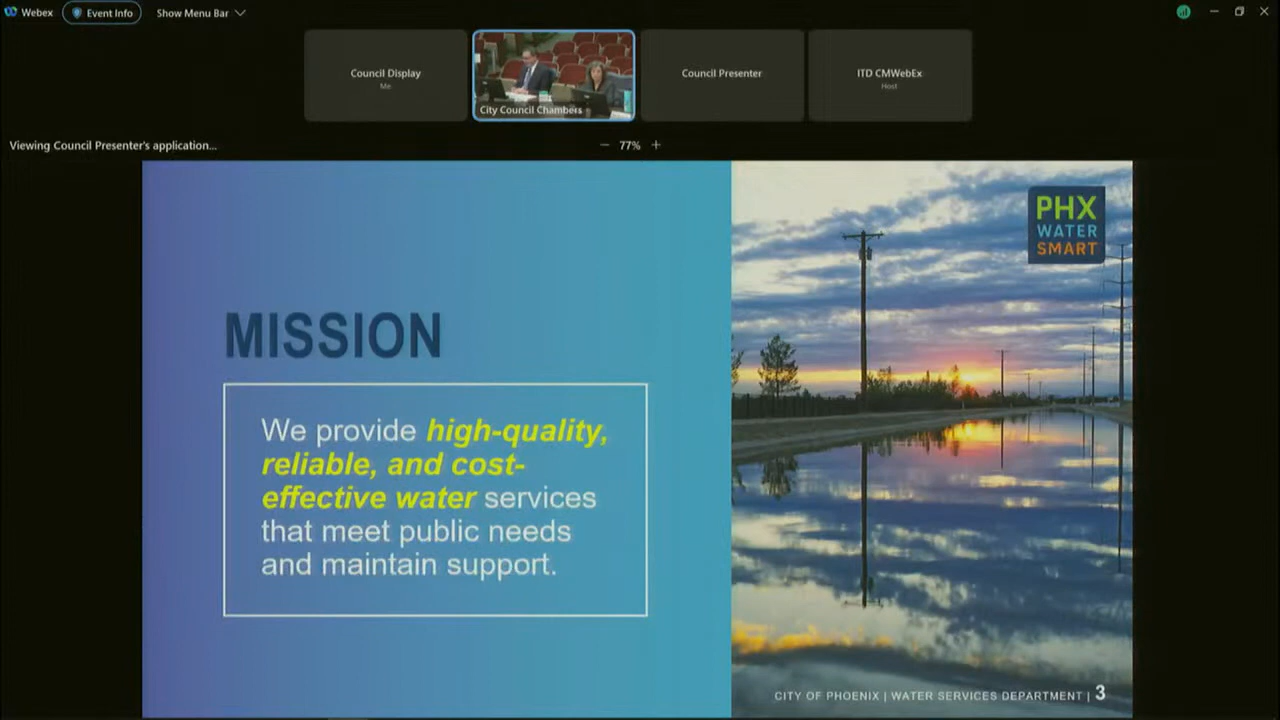 Webex
Event Info
Show Menu Bar
Council Display
Me
City Council Chambers
Council Presenter
ITD CMWebEx
Host
Viewing Council Presenter's application...
77%
PHX
WATER
SMART
MISSION
We provide high-quality,
reliable, and cost-
effective water services
that meet public needs
and maintain support.
CITY OF PHOENIX | WATER SERVICES DEPARTMENT | 3